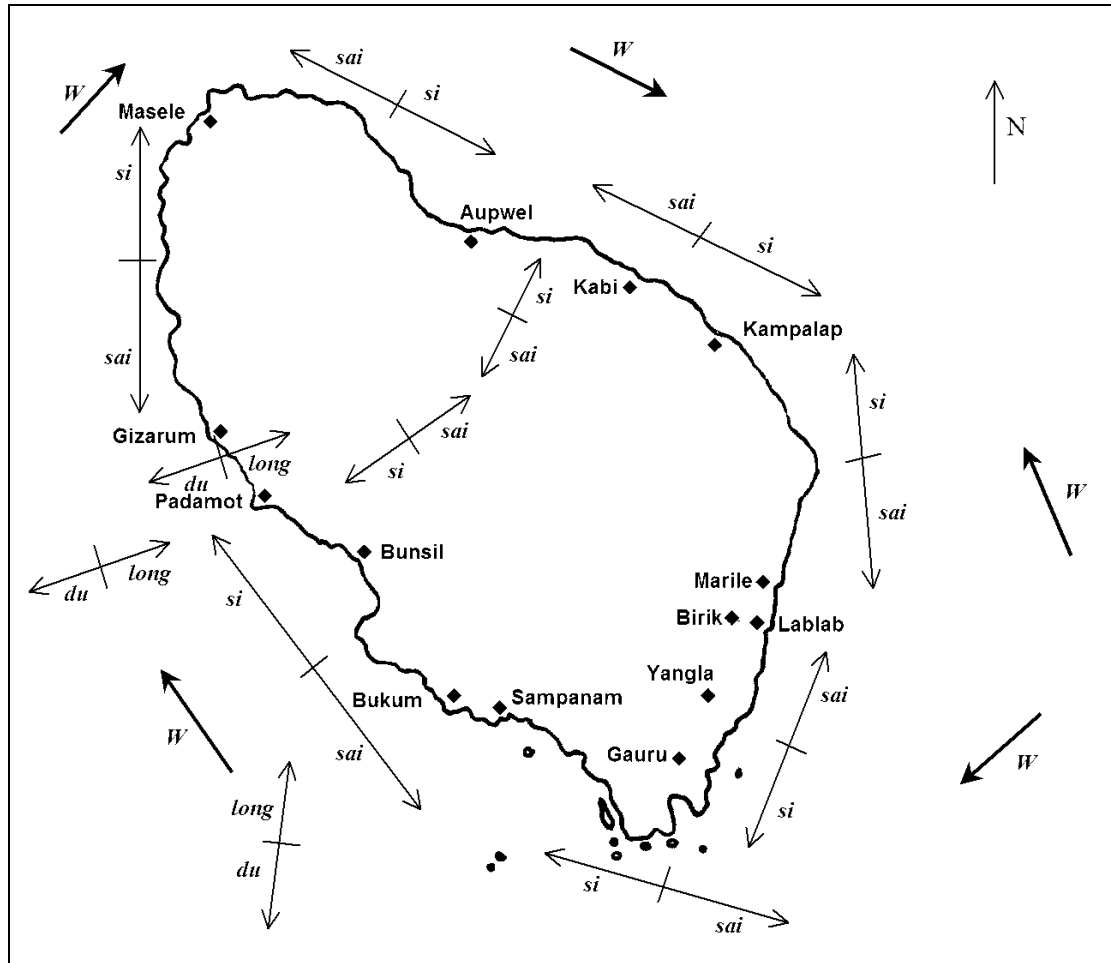 sai
W
W
si
N
Masele
si
sai
Aupwel
si
Kabi
si
Kampalap
sai
sai
si
sai
Gizarum
long
si
du
sai
Padamot
W
long
du
Bunsil
Marile
si
Birik
Lablab
sai
Yangla
Bukum
Sampanam
W
sai
Gauru
W
long
si
du
si
sai